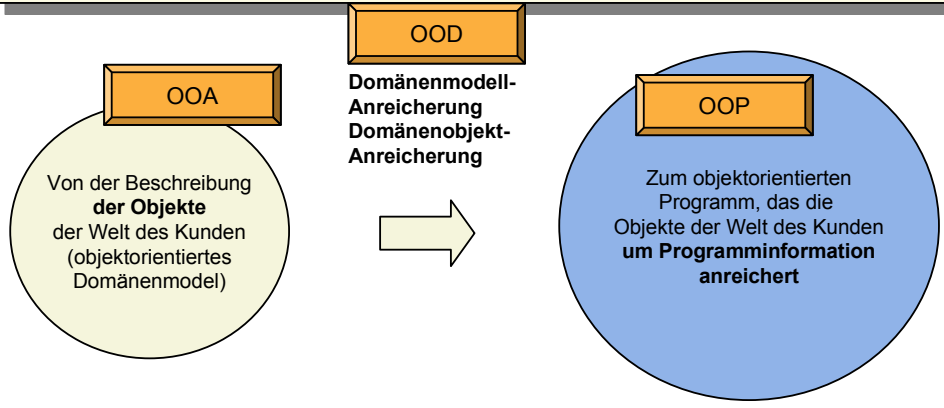 OOD
Domänenmodell-
Anreicherung
Domänenobjekt-
Anreicherung
OOA
Von der Beschreibung
der Objekte
der Welt des Kunden
(objektorientiertes
Domänenmodel)
OOP
Zum objektorientierten
Programm, das die
Objekte der Welt des Kunden
um Programminformation
anreichert